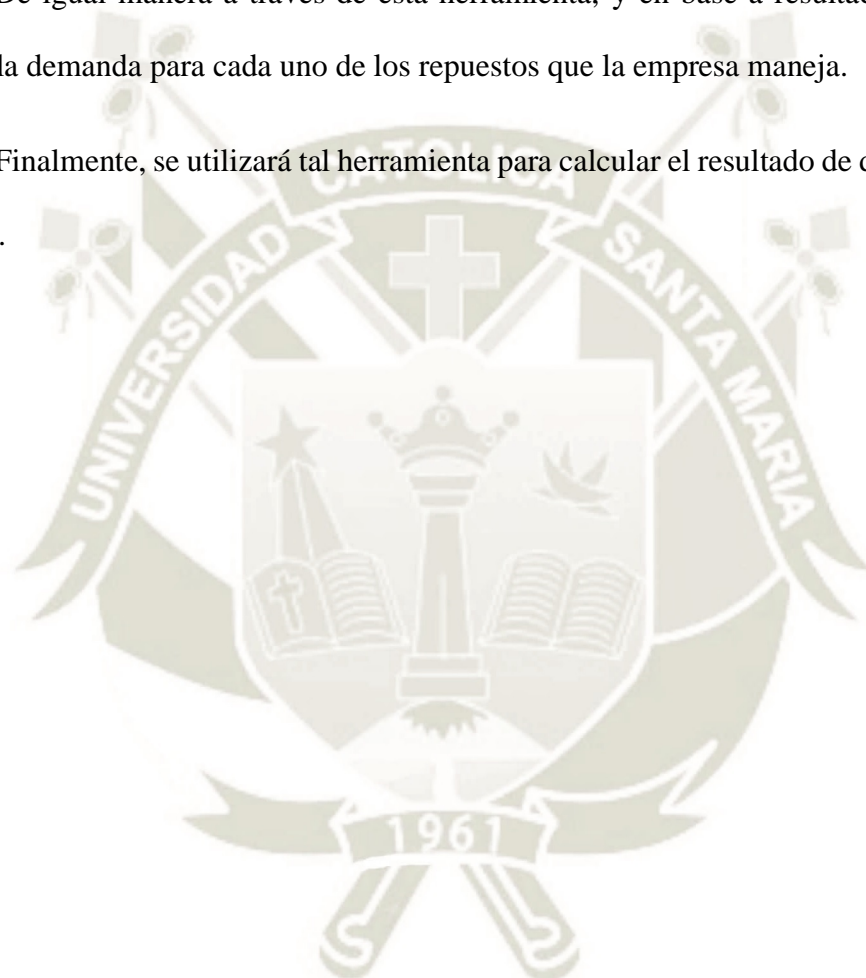 De igual manera a través de esta herramienta, y en base a resultad
la demanda para cada uno de los repuestos que la empresa maneja.
Finalmente, se utilizará tal herramienta para calcular el resultado de
.
UNIVERSIDAD CATOLICA SANTA MARIA
1961